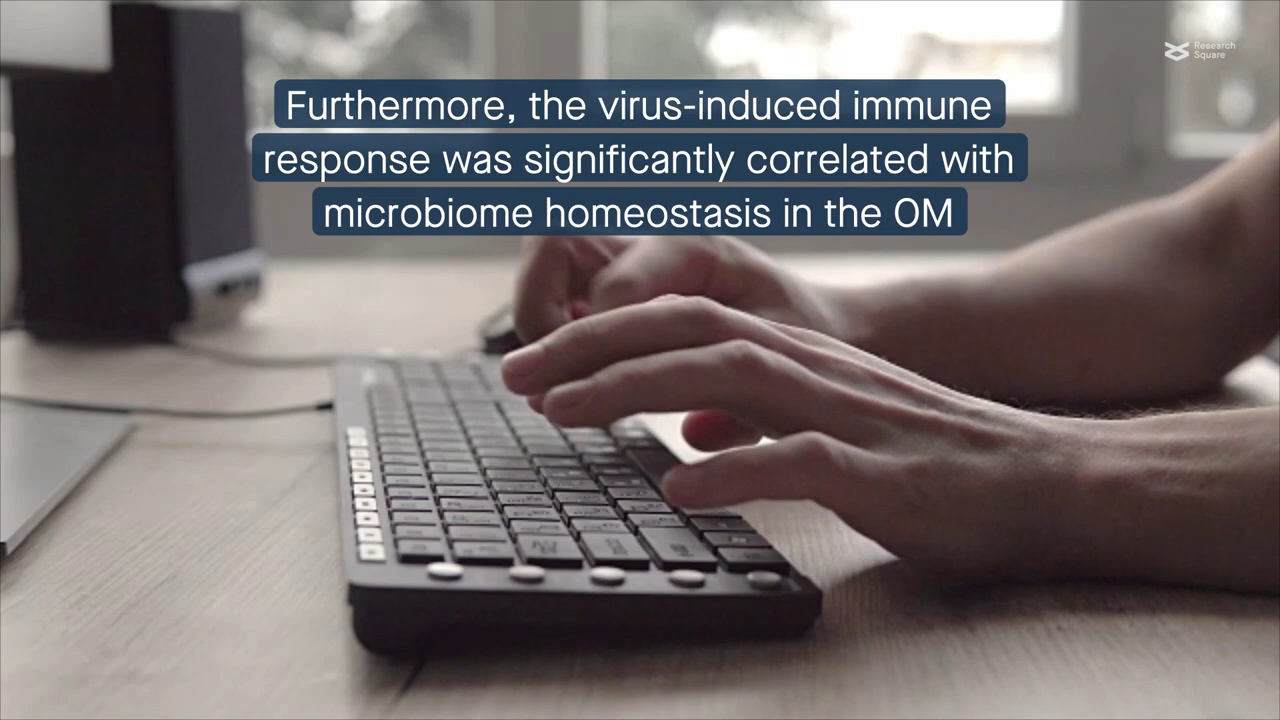 Research
Square
Furthermore, the virus-induced immune
response was significantly correlated with
microbiome homeostasis in the OM